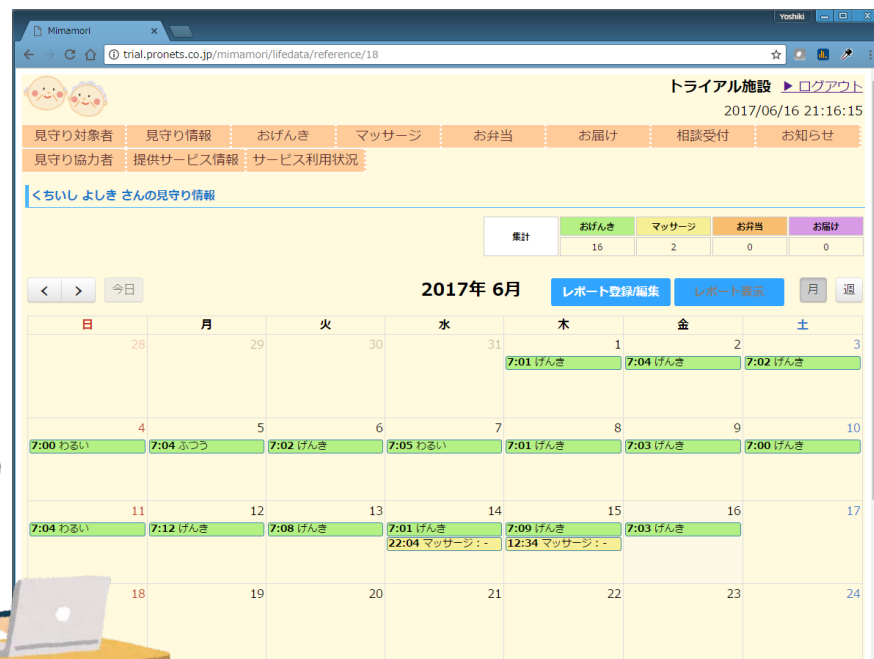 Yoshiki
Mimamori
trial.pronets.co.jp/mimamori/lifedata/reference/18
トライアル施設 ▶ ログアウト
2017/06/16 21:16:15
見守り対象者 見守り情報 おげんき マッサージ お弁当 お届け 相談受付 お知らせ
見守り協力者 提供サービス情報 サービス利用状況
くちいし よしき さんの見守り情報
集計 おげんき マッサージ お弁当 お届け
16 2 0 0
< > 今日 2017年 6月 レポート登録/編集 レポート表示 月 週
日 月 火 水 木 金 土
28 29 30 31 1 2 3
7:01 げんき 7:04 げんき 7:02 げんき
4 5 6 7 8 9 10
7:00 わるい 7:04 ふつう 7:02 げんき 7:05 わるい 7:01 げんき 7:03 げんき 7:00 げんき
11 12 13 14 15 16 17
7:04 わるい 7:12 げんき 7:08 げんき 7:01 げんき 7:09 げんき 7:03 げんき
22:04 マッサージ : - 12:34 マッサージ : -
18 19 20 21 22 23 24